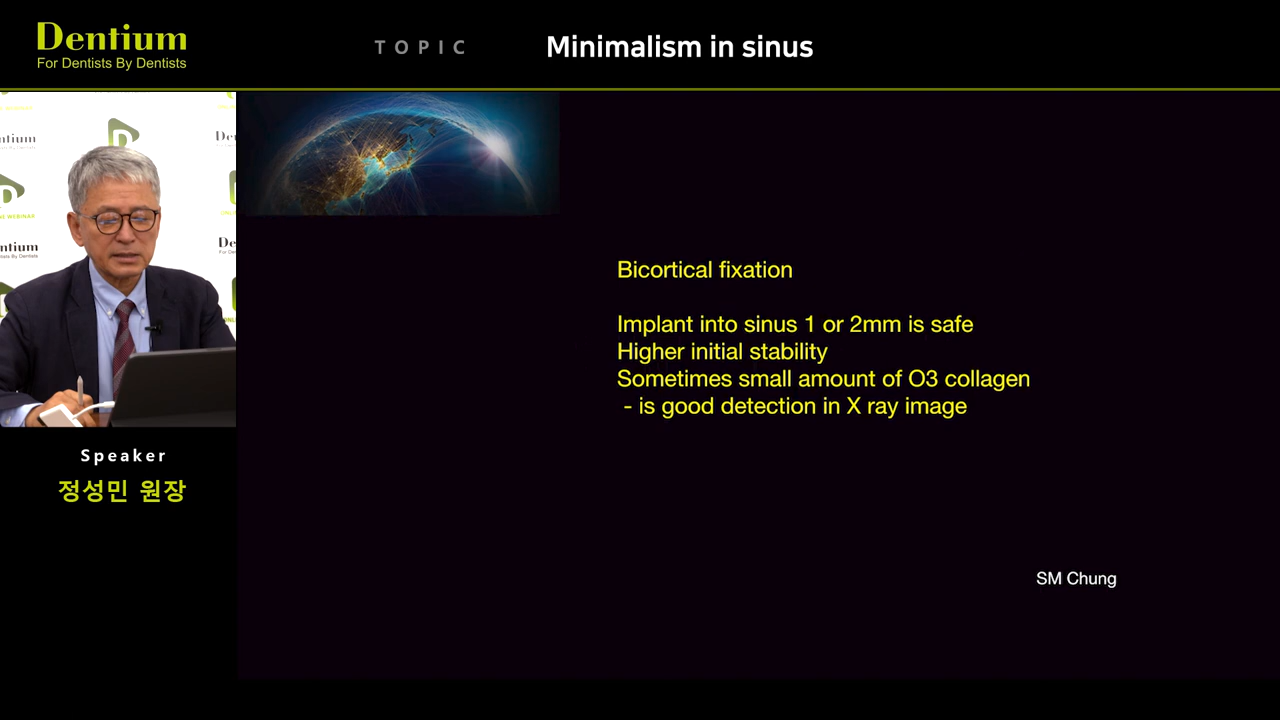 Dentium
For Dentists By Dentists
TOPIC
Minimalism in sinus
Bicortical fixation
Implant into sinus 1 or 2mm is safe
Higher initial stability
Sometimes small amount of O3 collagen
- is good detection in X ray image
SM Chung
Speaker
정성민 원장